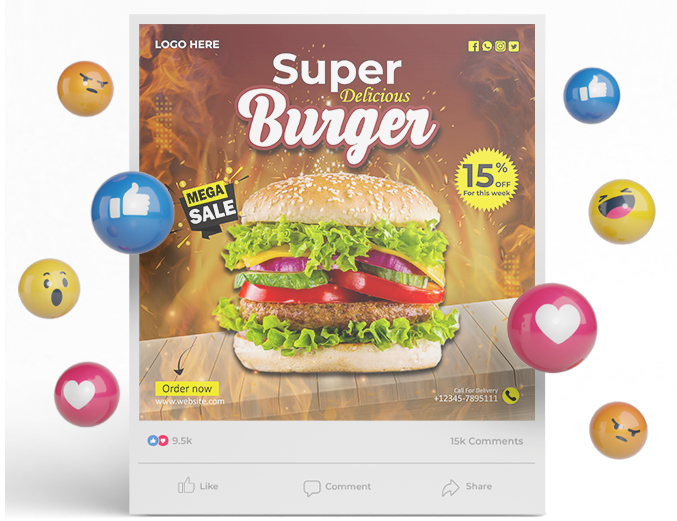 LOGO HERE
Super
Delicious
Burger
MEGA
SALE
15% OFF
For this week
Order now
www.website.com
Call For Delivery
+12345-7895111
9.5k
15k Comments
Like
Comment
Share